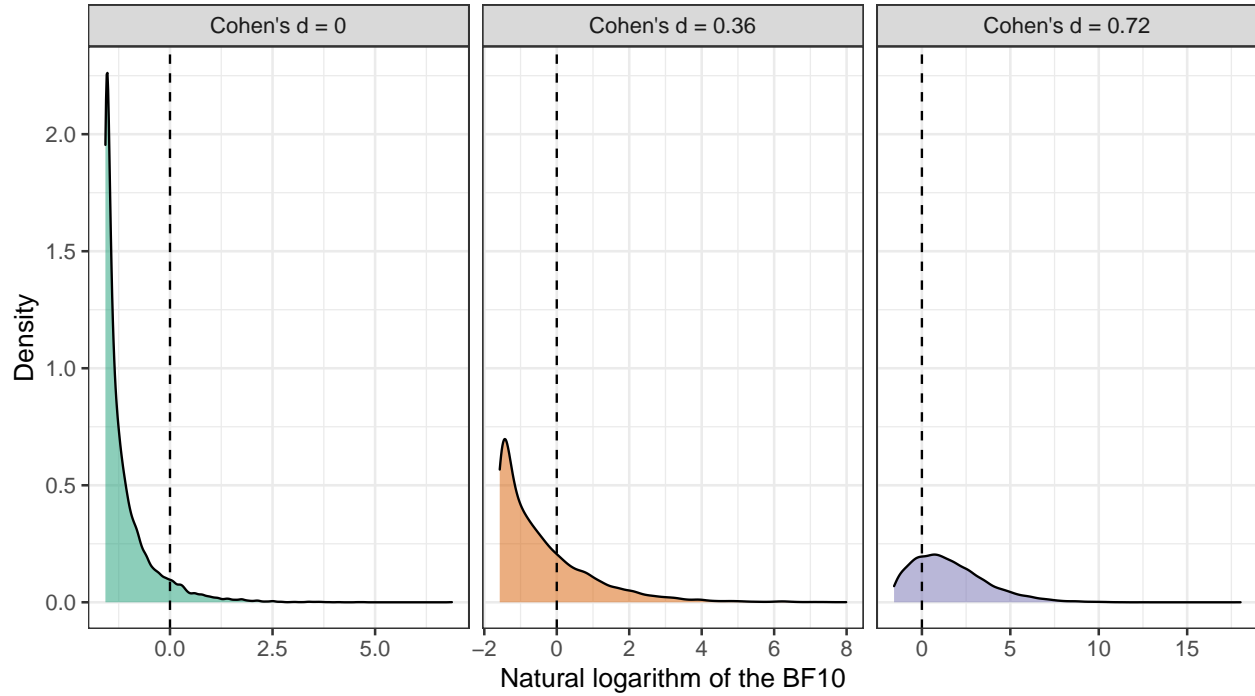 Cohen's d = 0
Cohen's d = 0.36
Cohen's d = 0.72
Density
2.0
1.5
1.0
0.5
0.0
0.0 2.5 5.0
−2 0 2 4 6 8
0 5 10 15
Natural logarithm of the BF10